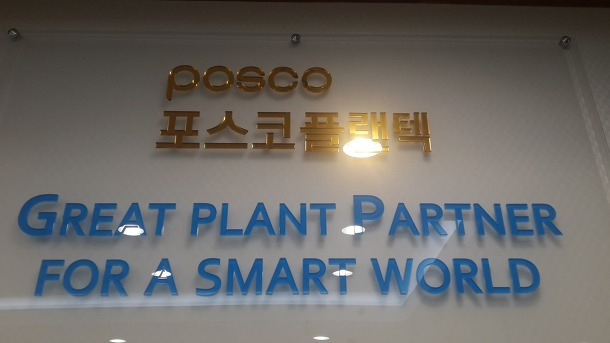 posco
포스코플랜텍
GREAT PLANT PARTNER
FOR A SMART WORLD